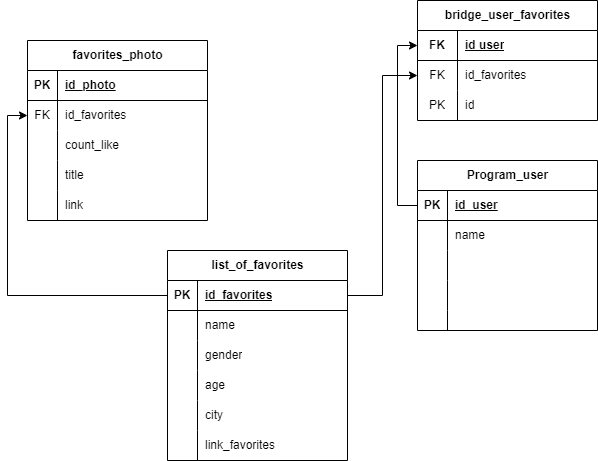 bridge_user_favorites
FK id user
FK id_favorites
PK id
favorites_photo
PK id_photo
FK id_favorites
count_like
title
link
Program_user
PK id_user
name
list_of_favorites
PK id_favorites
name
gender
age
city
link_favorites